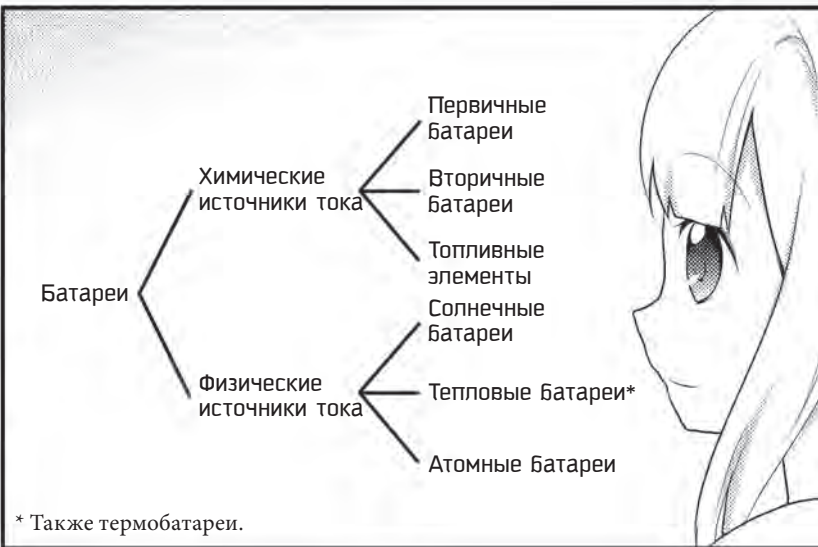 Первичные
батареи
Химические
источники тока
Вторичные
батареи
Топливные
элементы
Батареи
Солнечные
батареи
Физические
источники тока
Тепловые батареи*
Атомные батареи
* Также термобатареи.